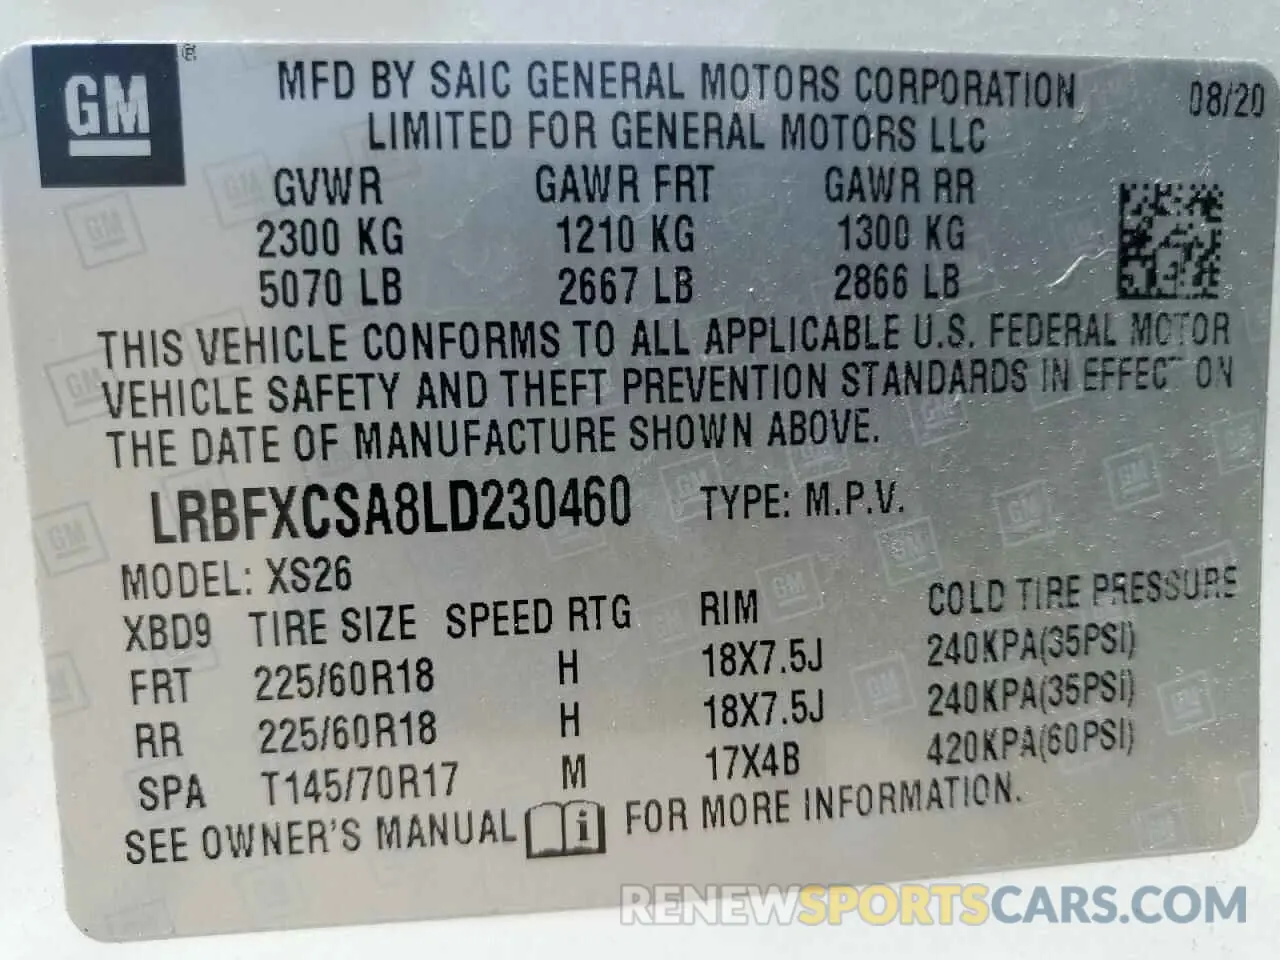 GM ®
MFD BY SAIC GENERAL MOTORS CORPORATION 08/20
LIMITED FOR GENERAL MOTORS LLC
GVWR GAWR FRT GAWR RR
2300 KG 1210 KG 1300 KG
5070 LB 2667 LB 2866 LB
THIS VEHICLE CONFORMS TO ALL APPLICABLE U.S. FEDERAL MOTOR
VEHICLE SAFETY AND THEFT PREVENTION STANDARDS IN EFFECT ON
THE DATE OF MANUFACTURE SHOWN ABOVE.
LRBFXCSA8LD230460 TYPE: M.P.V.
MODEL: XS26
XBD9 TIRE SIZE SPEED RTG RIM COLD TIRE PRESSURE
FRT 225/60R18 H 18X7.5J 240KPA(35PSI)
RR 225/60R18 H 18X7.5J 240KPA(35PSI)
SPA T145/70R17 M 17X4B 420KPA(60PSI)
SEE OWNER'S MANUAL i FOR MORE INFORMATION.
RENEWSPORTSCARS.COM